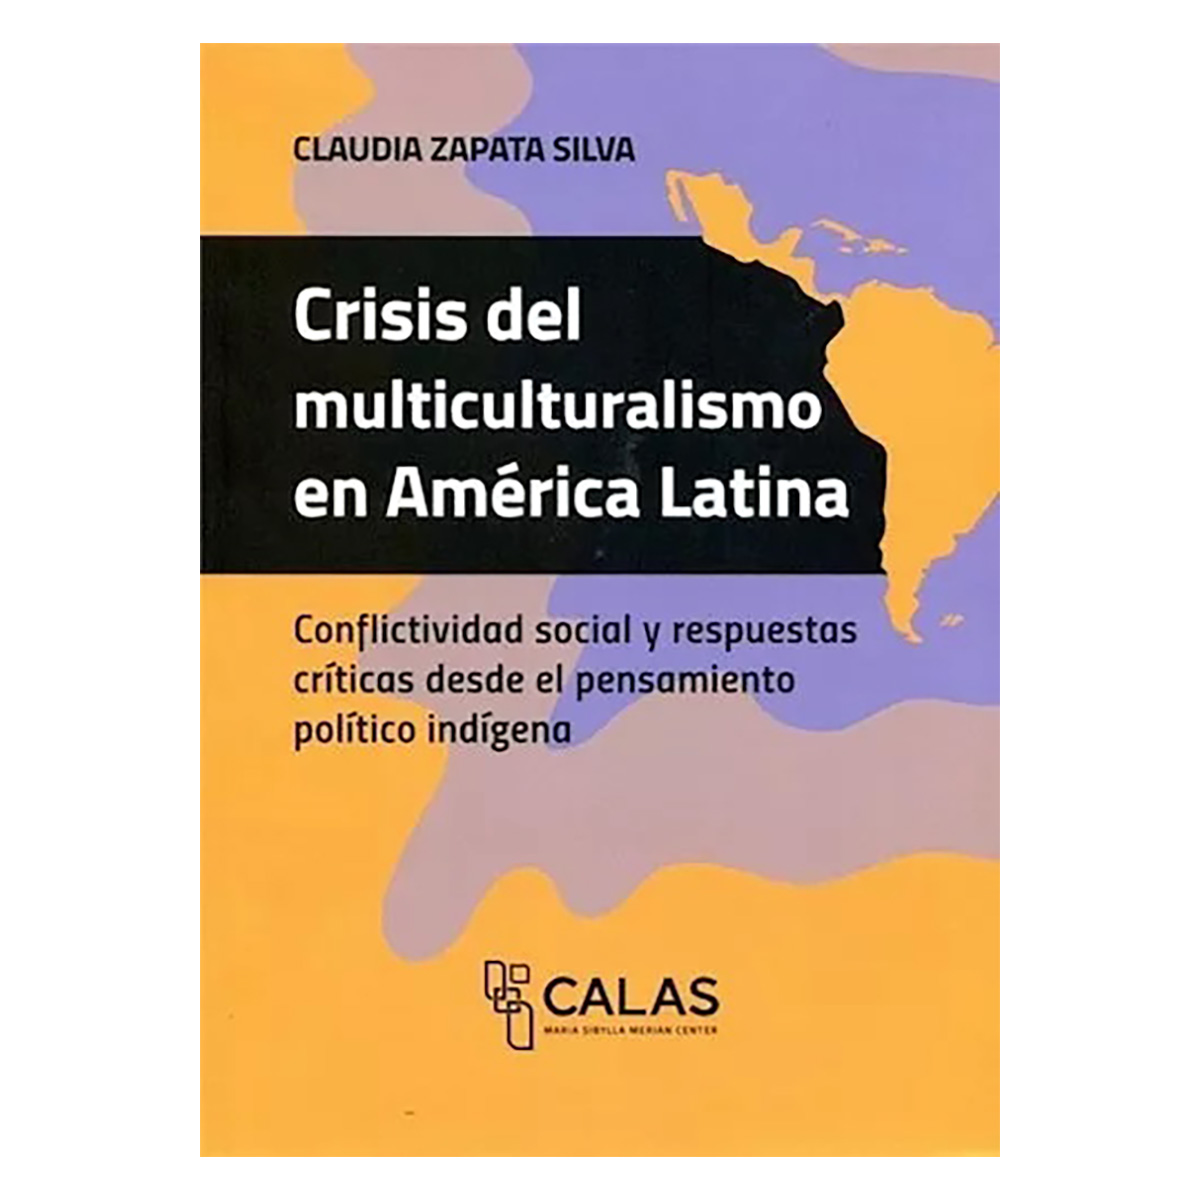 CLAUDIA ZAPATA SILVA
Crisis del
multiculturalismo
en América Latina
Conflictividad social y respuestas
críticas desde el pensamiento
político indígena
CALAS
MARIA SIBYLLA MERIAN CENTER